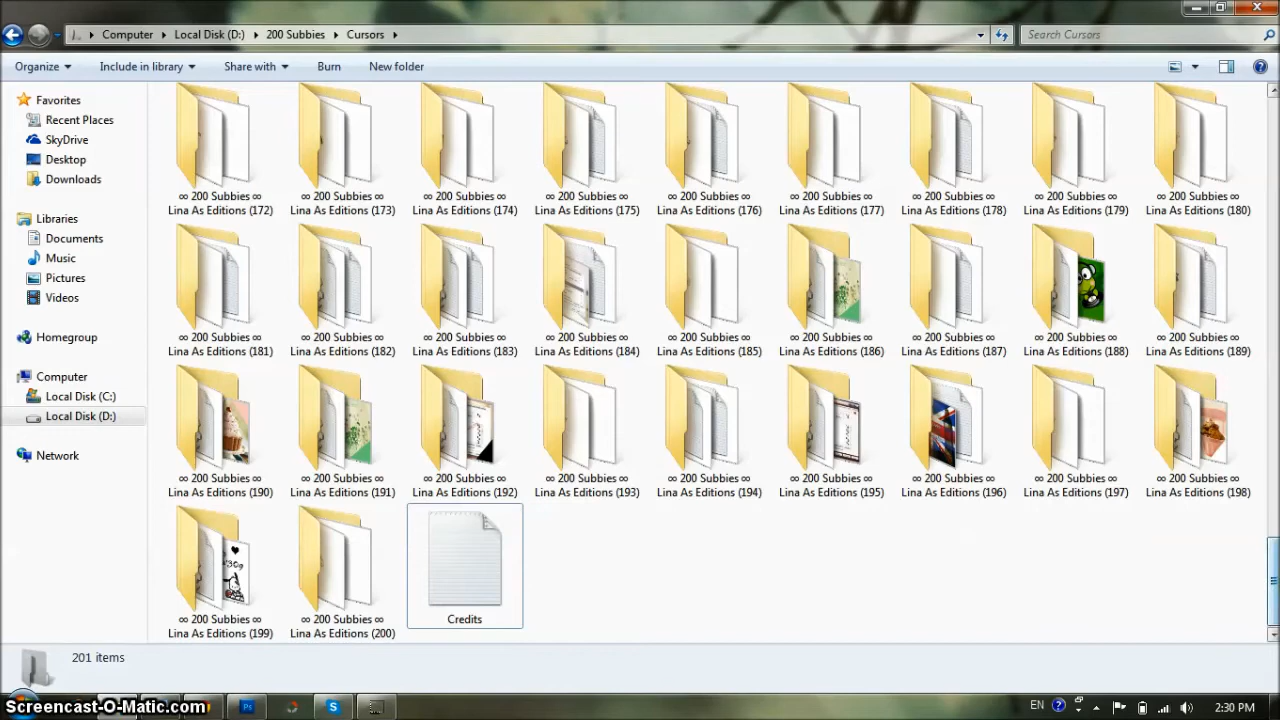 Computer Local Disk (D:) 200 Subbies Cursors
Search Cursors
Organize Include in library Share with Burn New folder
Favorites
Recent Places
SkyDrive
Desktop
Downloads
Libraries
Documents
Music
Pictures
Videos
Homegroup
Computer
Local Disk (C:)
Local Disk (D:)
Network
∞ 200 Subbies ∞
Lina As Editions (172)
∞ 200 Subbies ∞
Lina As Editions (173)
∞ 200 Subbies ∞
Lina As Editions (174)
∞ 200 Subbies ∞
Lina As Editions (175)
∞ 200 Subbies ∞
Lina As Editions (176)
∞ 200 Subbies ∞
Lina As Editions (177)
∞ 200 Subbies ∞
Lina As Editions (178)
∞ 200 Subbies ∞
Lina As Editions (179)
∞ 200 Subbies ∞
Lina As Editions (180)
∞ 200 Subbies ∞
Lina As Editions (181)
∞ 200 Subbies ∞
Lina As Editions (182)
∞ 200 Subbies ∞
Lina As Editions (183)
∞ 200 Subbies ∞
Lina As Editions (184)
∞ 200 Subbies ∞
Lina As Editions (185)
∞ 200 Subbies ∞
Lina As Editions (186)
∞ 200 Subbies ∞
Lina As Editions (187)
∞ 200 Subbies ∞
Lina As Editions (188)
∞ 200 Subbies ∞
Lina As Editions (189)
∞ 200 Subbies ∞
Lina As Editions (190)
∞ 200 Subbies ∞
Lina As Editions (191)
∞ 200 Subbies ∞
Lina As Editions (192)
∞ 200 Subbies ∞
Lina As Editions (193)
∞ 200 Subbies ∞
Lina As Editions (194)
∞ 200 Subbies ∞
Lina As Editions (195)
∞ 200 Subbies ∞
Lina As Editions (196)
∞ 200 Subbies ∞
Lina As Editions (197)
∞ 200 Subbies ∞
Lina As Editions (198)
∞ 200 Subbies ∞
Lina As Editions (199)
∞ 200 Subbies ∞
Lina As Editions (200)
Credits
201 items
Screencast-O-Matic.com
Ps
S
EN
2:30 PM